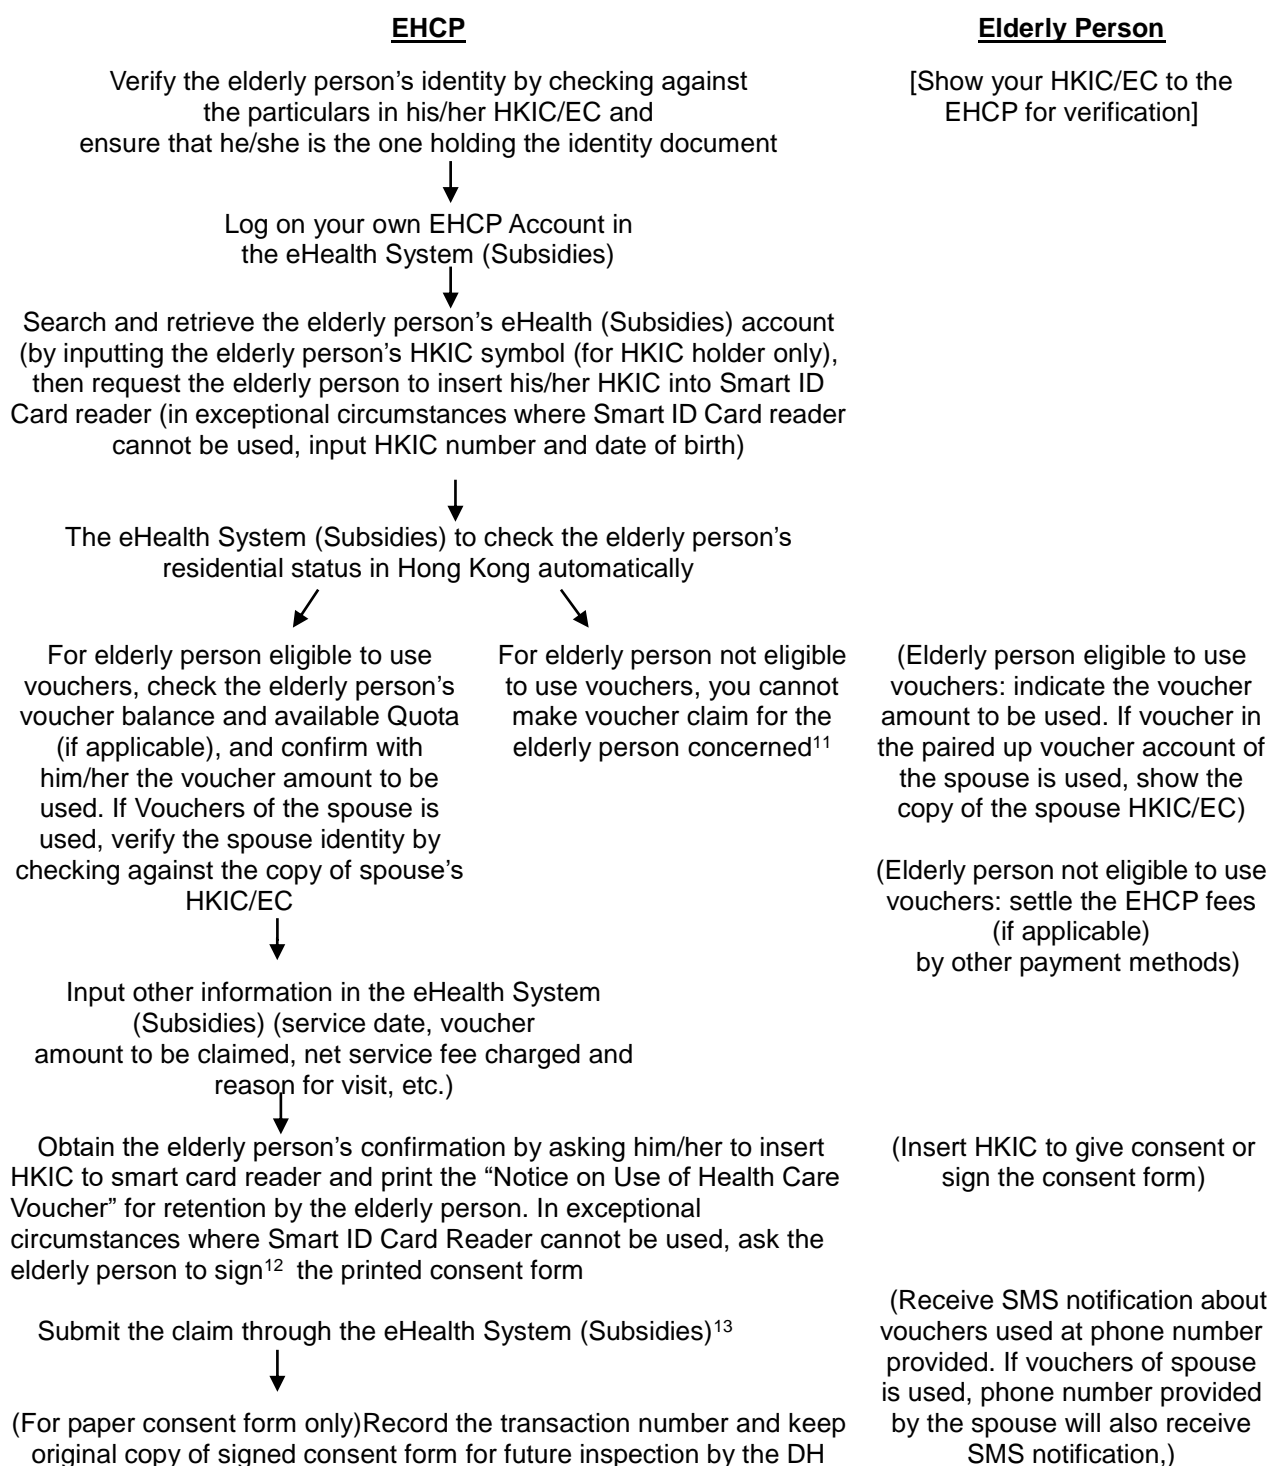 EHCP
Elderly Person
Verify the elderly person’s identity by checking against
the particulars in his/her HKIC/EC and
ensure that he/she is the one holding the identity document
[Show your HKIC/EC to the
EHCP for verification]
Log on your own EHCP Account in
the eHealth System (Subsidies)
Search and retrieve the elderly person’s eHealth (Subsidies) account
(by inputting the elderly person’s HKIC symbol (for HKIC holder only),
then request the elderly person to insert his/her HKIC into Smart ID
Card reader (in exceptional circumstances where Smart ID Card reader
cannot be used, input HKIC number and date of birth)
The eHealth System (Subsidies) to check the elderly person’s
residential status in Hong Kong automatically
For elderly person eligible to use
vouchers, check the elderly person’s
voucher balance and available Quota
(if applicable), and confirm with
him/her the voucher amount to be
used. If Vouchers of the spouse is
used, verify the spouse identity by
checking against the copy of spouse’s
HKIC/EC
For elderly person not eligible
to use vouchers, you cannot
make voucher claim for the
elderly person concerned11
(Elderly person eligible to use
vouchers: indicate the voucher
amount to be used. If voucher in
the paired up voucher account of
the spouse is used, show the
copy of the spouse HKIC/EC)
(Elderly person not eligible to use
vouchers: settle the EHCP fees
(if applicable)
by other payment methods)
Input other information in the eHealth System
(Subsidies) (service date, voucher
amount to be claimed, net service fee charged and
reason for visit, etc.)
Obtain the elderly person’s confirmation by asking him/her to insert
HKIC to smart card reader and print the “Notice on Use of Health Care
Voucher” for retention by the elderly person. In exceptional
circumstances where Smart ID Card Reader cannot be used, ask the
elderly person to sign12 the printed consent form
(Insert HKIC to give consent or
sign the consent form)
Submit the claim through the eHealth System (Subsidies)13
(For paper consent form only)Record the transaction number and keep
original copy of signed consent form for future inspection by the DH
(Receive SMS notification about
vouchers used at phone number
provided. If vouchers of spouse
is used, phone number provided
by the spouse will also receive
SMS notification,)